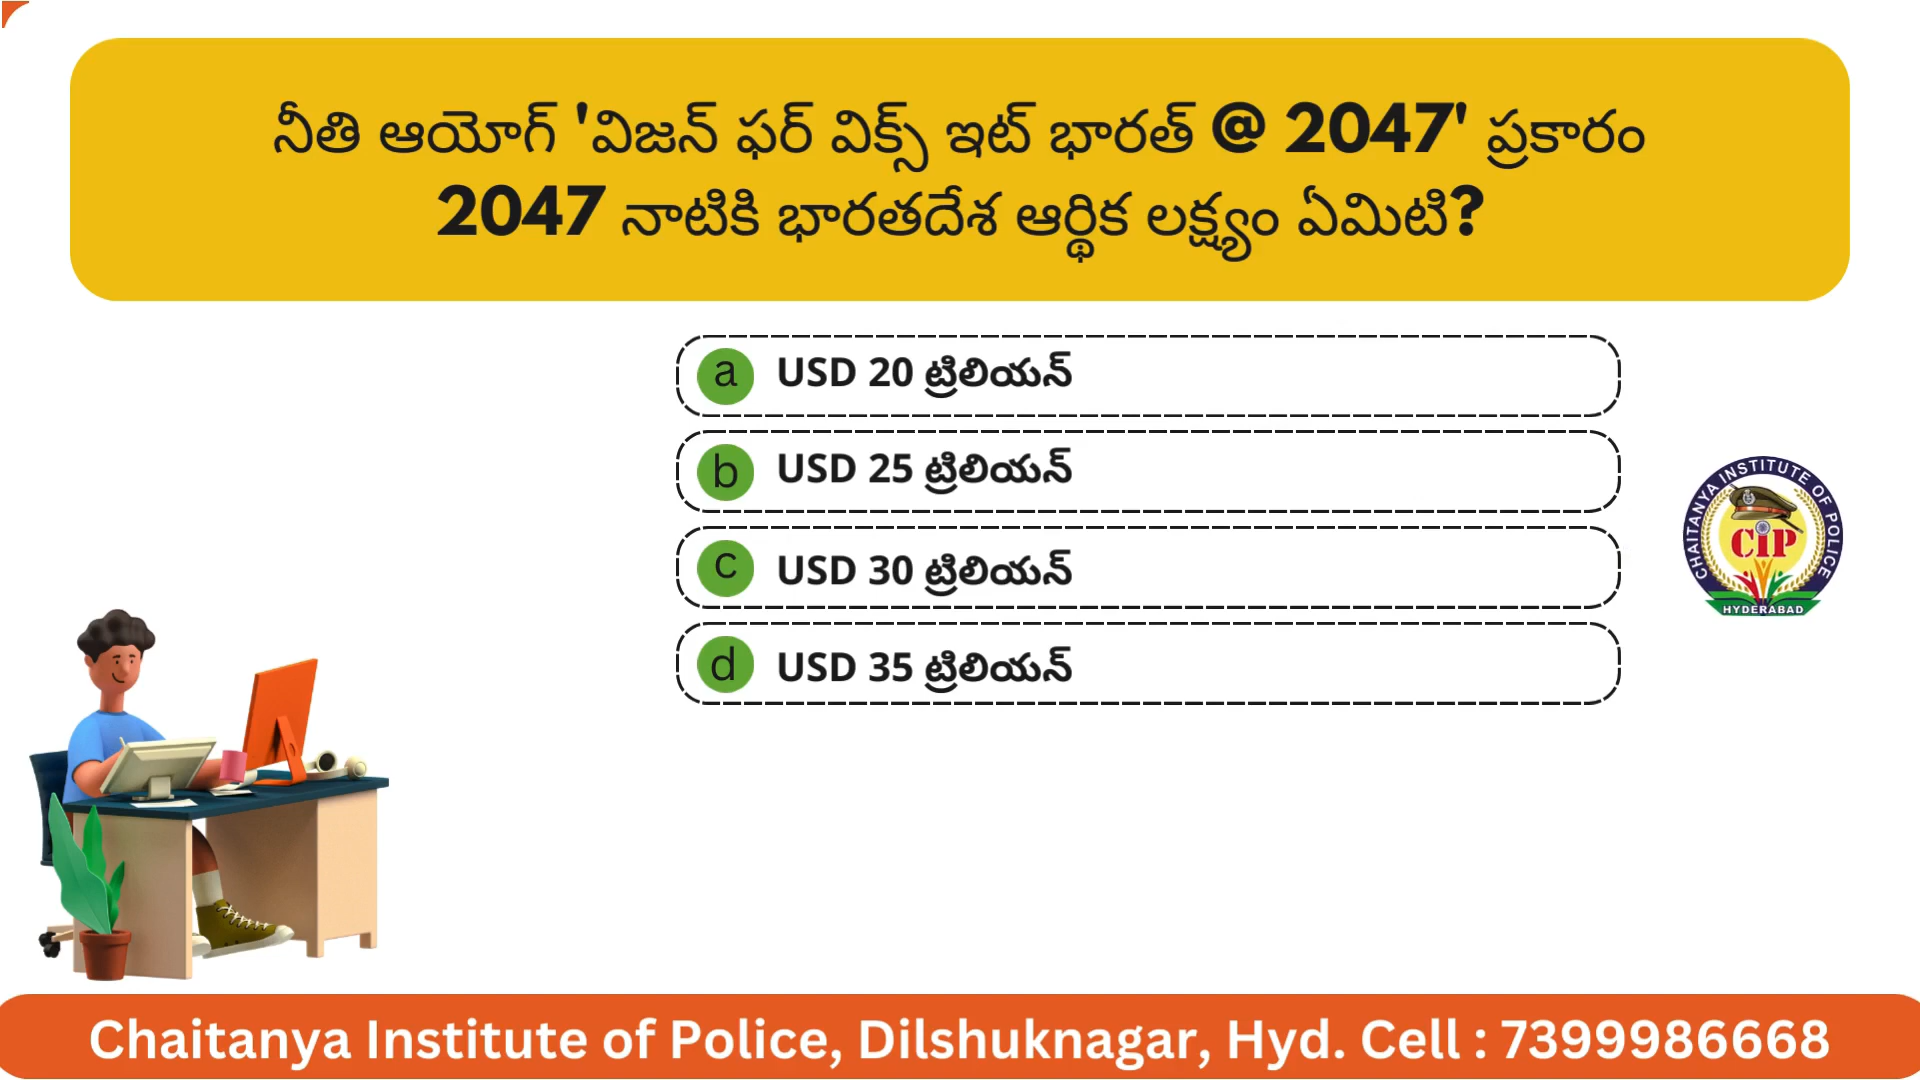 నీతి ఆయోగ్ 'విజన్ ఫర్ విక్స్ ఇట్ భారత్ @ 2047' ప్రకారం
2047 నాటికి భారతదేశ ఆర్థిక లక్ష్యం ఏమిటి?
a USD 20 ట్రిలియన్
b USD 25 ట్రిలియన్
c USD 30 ట్రిలియన్
d USD 35 ట్రిలియన్
CHAITANYA INSTITUTE OF POLICE
CIP
HYDERABAD
Chaitanya Institute of Police, Dilshuknagar, Hyd. Cell : 7399986668